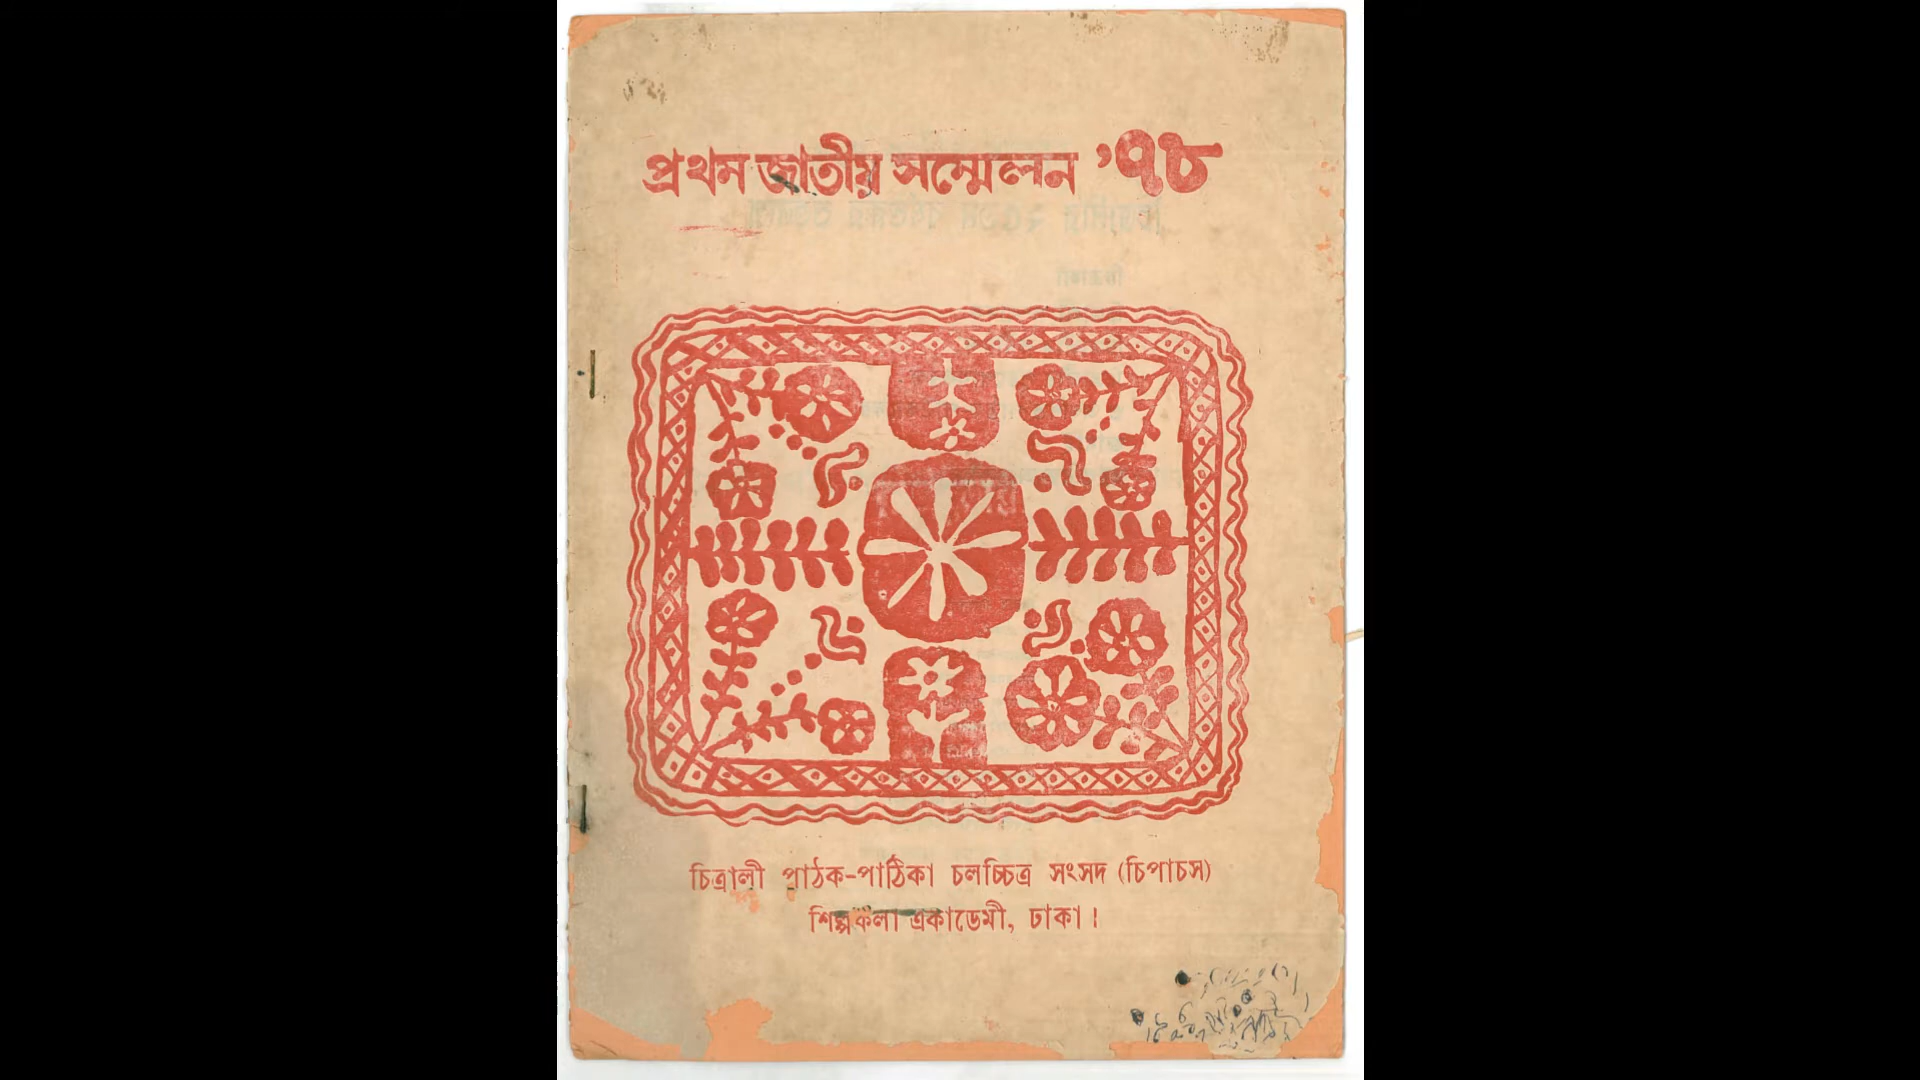 প্রথম জাতীয় সম্মেলন '৭৮
চিত্রালী পাঠক-পাঠিকা চলচ্চিত্র সংসদ (চিপাচস)
শিল্পকলা একাডেমী, ঢাকা।